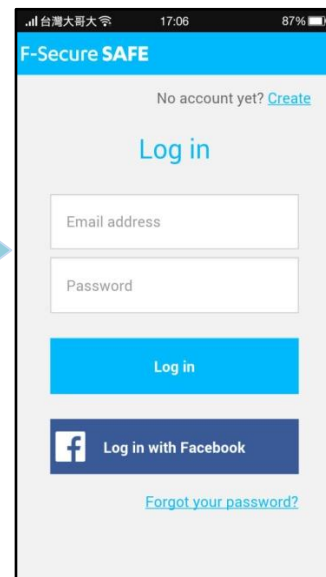 台灣大哥大 17:06 87%
F-Secure SAFE
No account yet? Create
Log in
Email address
Password
Log in
Log in with Facebook
Forgot your password?